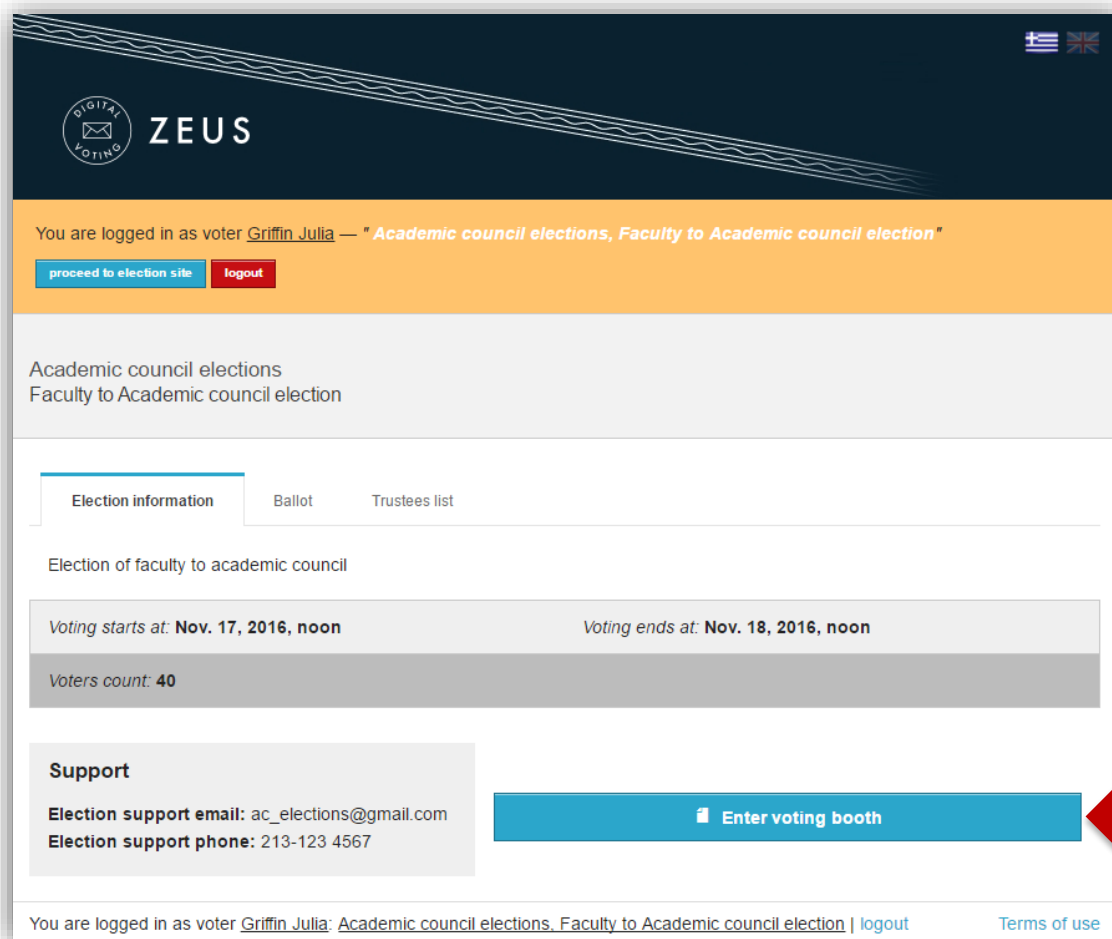 DIGITAL VOTING
ZEUS
You are logged in as voter Griffin Julia — " Academic council elections, Faculty to Academic council election"
proceed to election site logout
Academic council elections
Faculty to Academic council election
Election information Ballot Trustees list
Election of faculty to academic council
Voting starts at: Nov. 17, 2016, noon Voting ends at: Nov. 18, 2016, noon
Voters count: 40
Support
Election support email: ac_elections@gmail.com
Election support phone: 213-123 4567
Enter voting booth
You are logged in as voter Griffin Julia: Academic council elections, Faculty to Academic council election | logout Terms of use